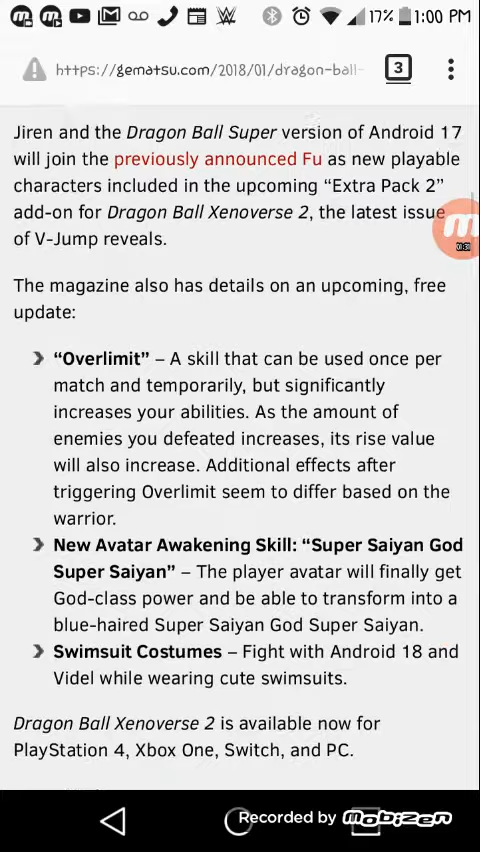 17% 1:00 PM
https://gematsu.com/2018/01/dragon-ball-
3
Jiren and the Dragon Ball Super version of Android 17
will join the previously announced Fu as new playable
characters included in the upcoming “Extra Pack 2”
add-on for Dragon Ball Xenoverse 2, the latest issue
of V-Jump reveals.
01:31
The magazine also has details on an upcoming, free
update:
“Overlimit” – A skill that can be used once per
match and temporarily, but significantly
increases your abilities. As the amount of
enemies you defeated increases, its rise value
will also increase. Additional effects after
triggering Overlimit seem to differ based on the
warrior.
New Avatar Awakening Skill: “Super Saiyan God
Super Saiyan” – The player avatar will finally get
God-class power and be able to transform into a
blue-haired Super Saiyan God Super Saiyan.
Swimsuit Costumes – Fight with Android 18 and
Videl while wearing cute swimsuits.
Dragon Ball Xenoverse 2 is available now for
PlayStation 4, Xbox One, Switch, and PC.
Recorded by mobizen